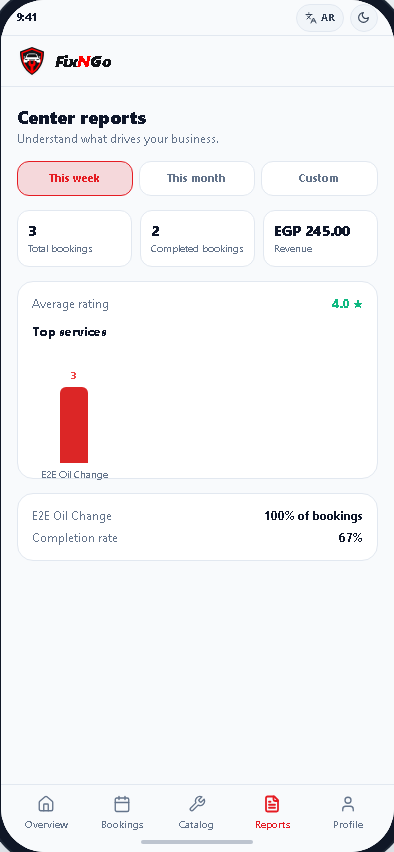 9:41
AR
FixNGo
Center reports
Understand what drives your business.
This week
This month
Custom
3
Total bookings
2
Completed bookings
EGP 245.00
Revenue
Average rating
4.0 ★
Top services
3
E2E Oil Change
E2E Oil Change
100% of bookings
Completion rate
67%
Overview
Bookings
Catalog
Reports
Profile